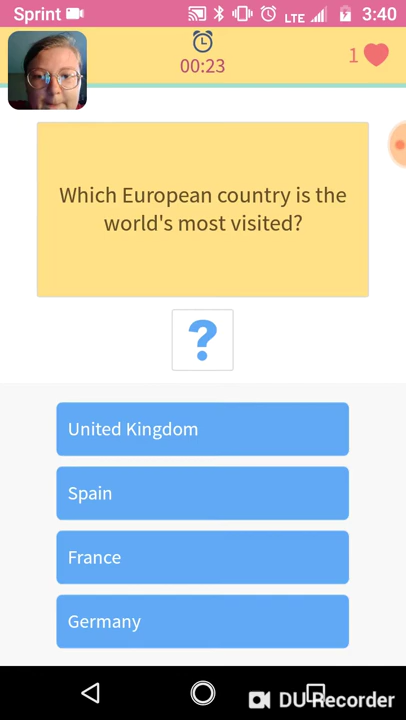 Sprint LTE 3:40
00:23
1
Which European country is the
world's most visited?
?
United Kingdom
Spain
France
Germany
DU Recorder